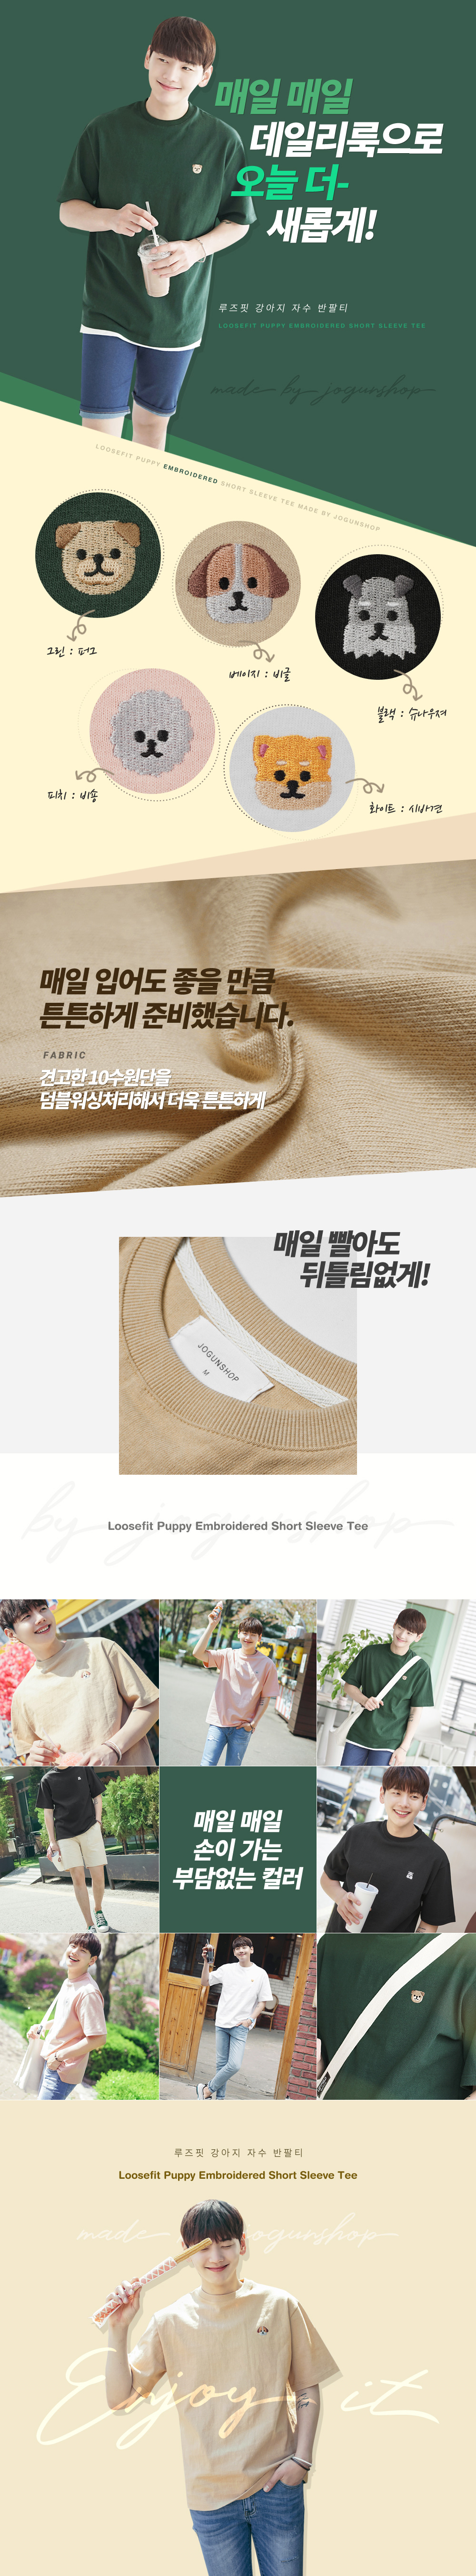 매일 매일
데일리룩으로
오늘 더-
새롭게!
루즈핏 강아지 자수 반팔티
LOOSEFIT PUPPY EMBROIDERED SHORT SLEEVE TEE
made by jogunshop
LOOSEFIT PUPPY EMBROIDERED SHORT SLEEVE TEE MADE BY JOGUNSHOP
그린 : 퍼그
베이지 : 비글
블랙 : 슈나우져
피치 : 비숑
화이트 : 시바견
매일 입어도 좋을 만큼
튼튼하게 준비했습니다.
FABRIC
견고한 10수원단을
덤블워싱처리해서 더욱 튼튼하게
매일 빨아도
뒤틀림없게!
JOGUNSHOP
M
by jogunshop
Loosefit Puppy Embroidered Short Sleeve Tee
매일 매일
손이 가는
부담없는 컬러
루즈핏 강아지 자수 반팔티
Loosefit Puppy Embroidered Short Sleeve Tee
made jogunshop
Enjoy it